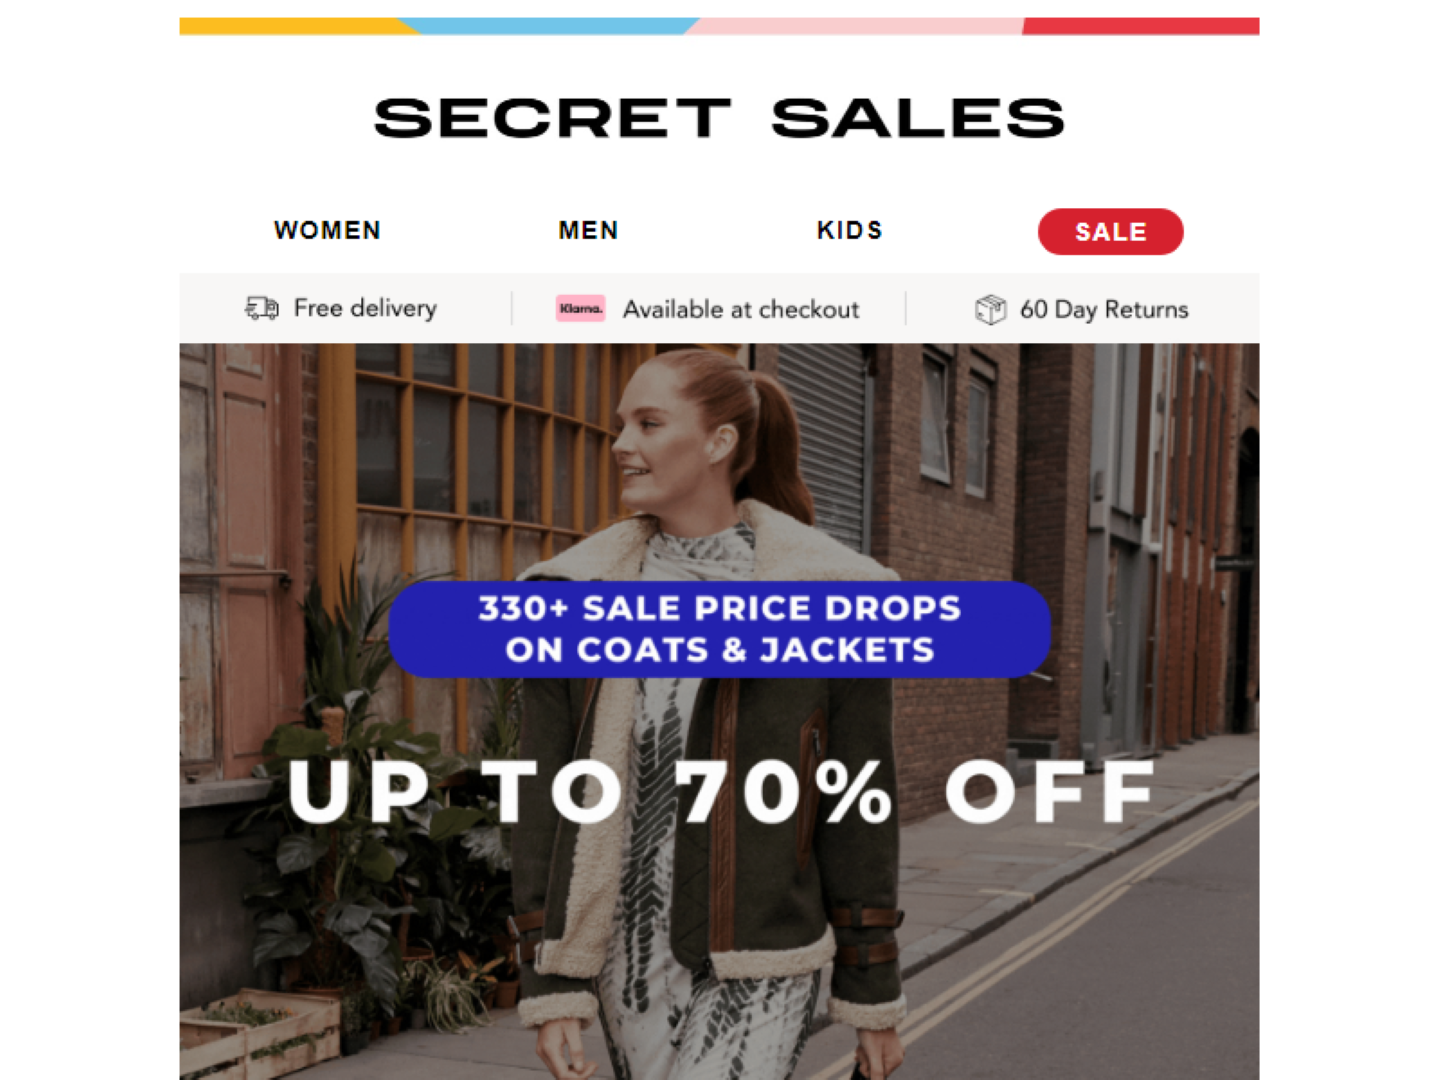 SECRET SALES
WOMEN MEN KIDS SALE
Free delivery Klarna. Available at checkout 60 Day Returns
330+ SALE PRICE DROPS
ON COATS & JACKETS
UP TO 70% OFF